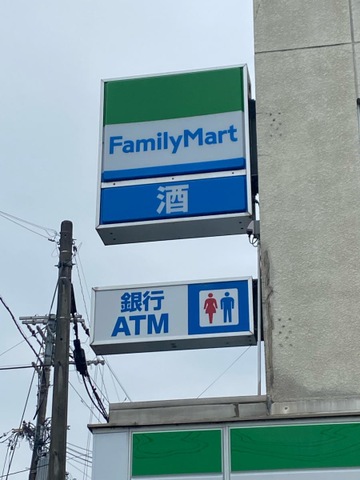 FamilyMart
酒
銀行
ATM